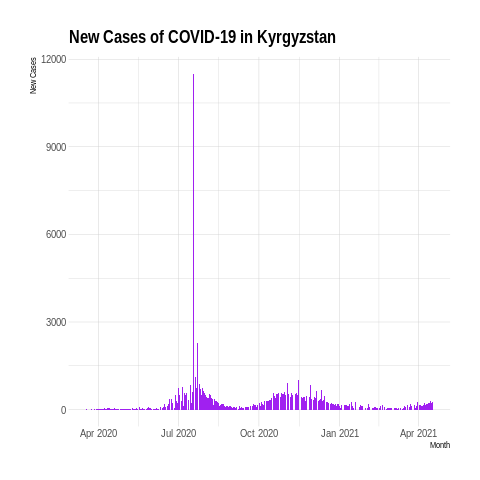 New Cases of COVID-19 in Kyrgyzstan
New Cases
12000
9000
6000
3000
0
Apr 2020 Jul 2020 Oct 2020 Jan 2021 Apr 2021
Month